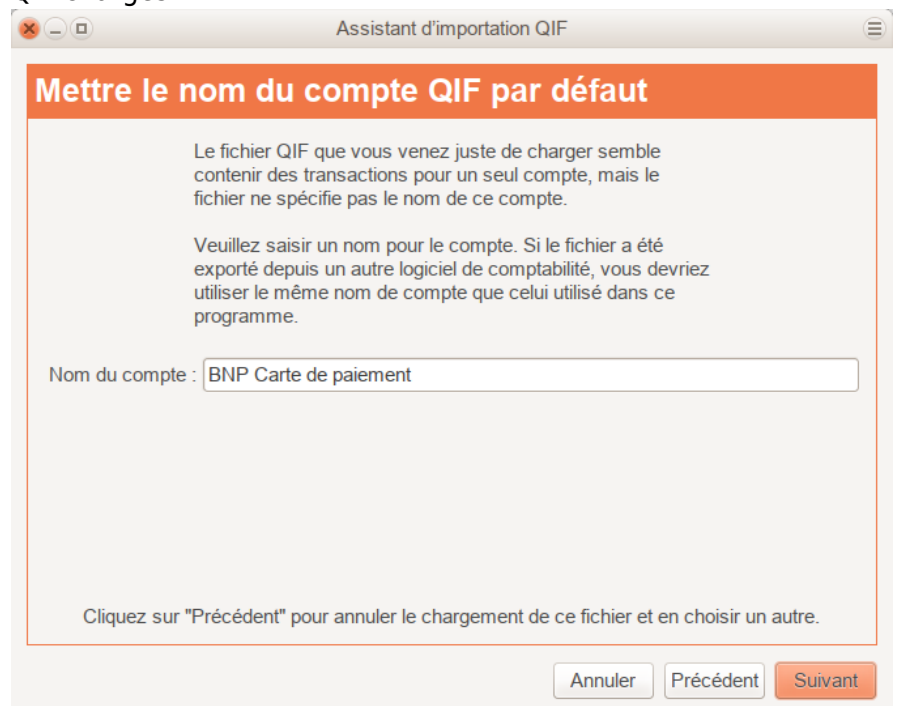 Assistant d'importation QIF
Mettre le nom du compte QIF par défaut
Le fichier QIF que vous venez juste de charger semble
contenir des transactions pour un seul compte, mais le
fichier ne spécifie pas le nom de ce compte.
Veuillez saisir un nom pour le compte. Si le fichier a été
exporté depuis un autre logiciel de comptabilité, vous devriez
utiliser le même nom de compte que celui utilisé dans ce
programme.
Nom du compte : BNP Carte de paiement
Cliquez sur "Précédent" pour annuler le chargement de ce fichier et en choisir un autre.
Annuler Précédent Suivant